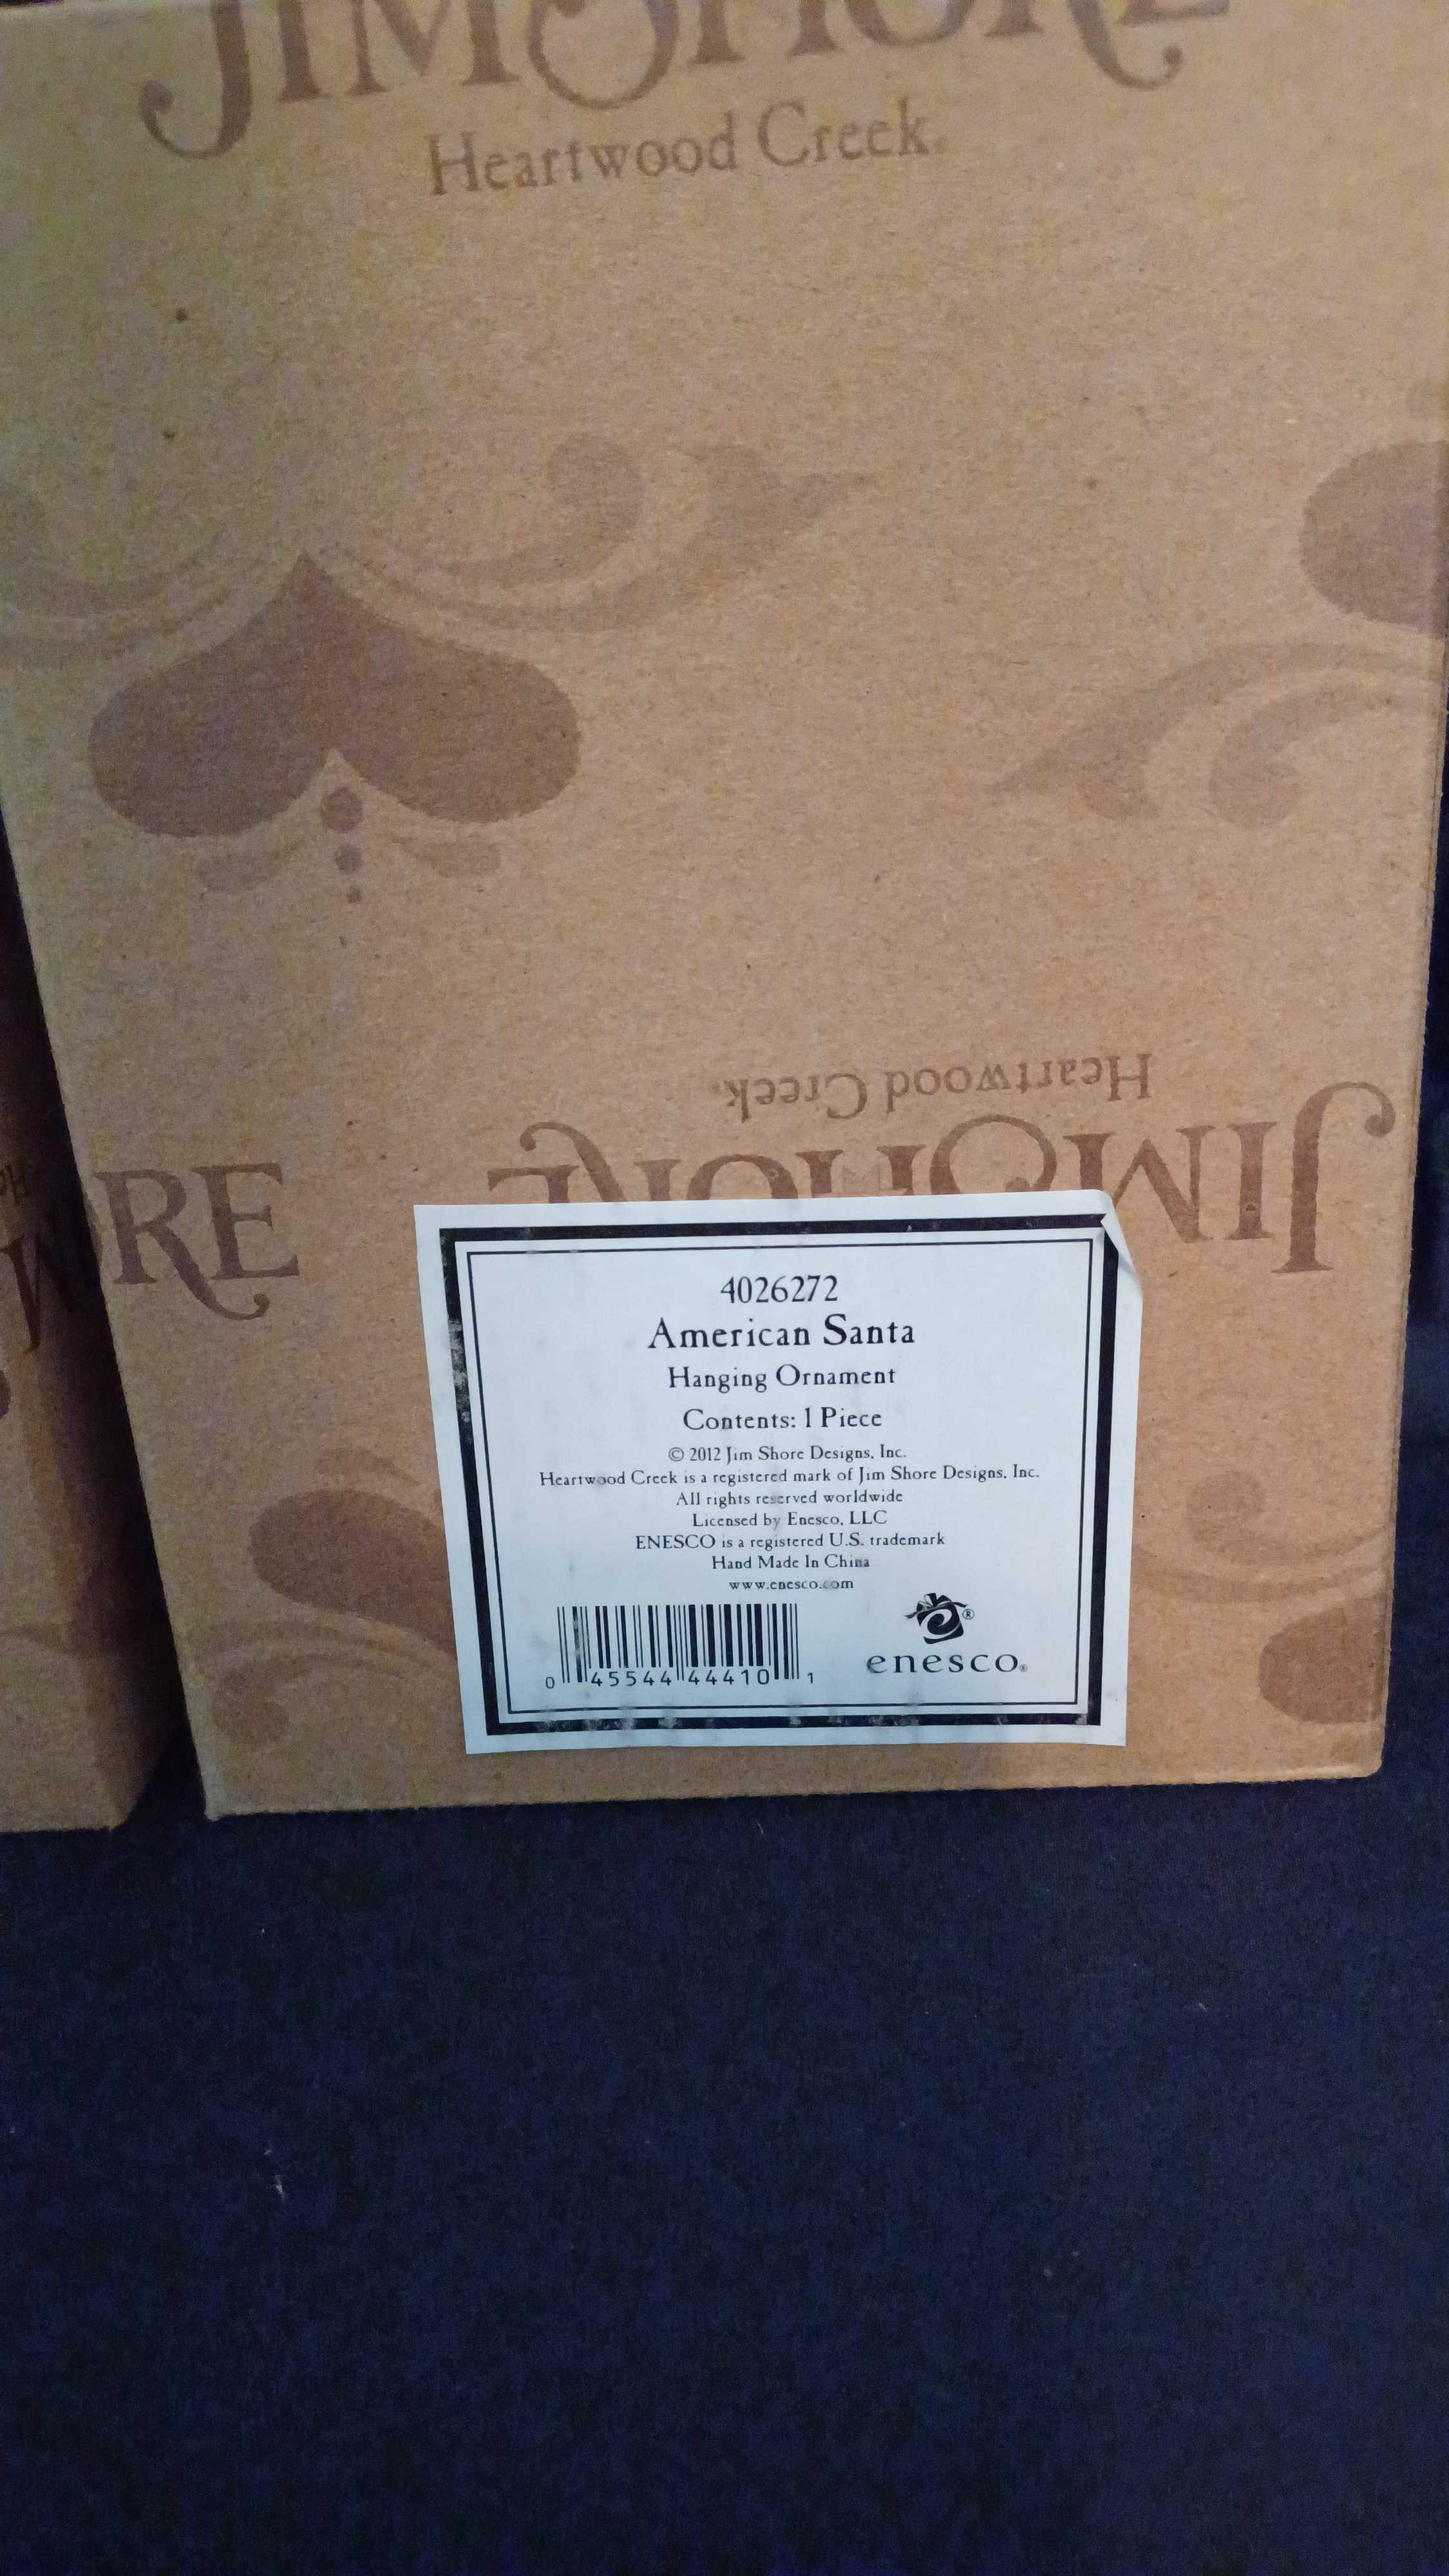 JIMSHORE
Heartwood Creek
Heartwood Creek.
JIMSHORE
RE
4026272
American Santa
Hanging Ornament
Contents: 1 Piece
© 2012 Jim Shore Designs, Inc.
Heartwood Creek is a registered mark of Jim Shore Designs, Inc.
All rights reserved worldwide
Licensed by Enesco, LLC
ENESCO is a registered U.S. trademark
Hand Made In China
www.enesco.com
0 45544 44410 1
enesco®